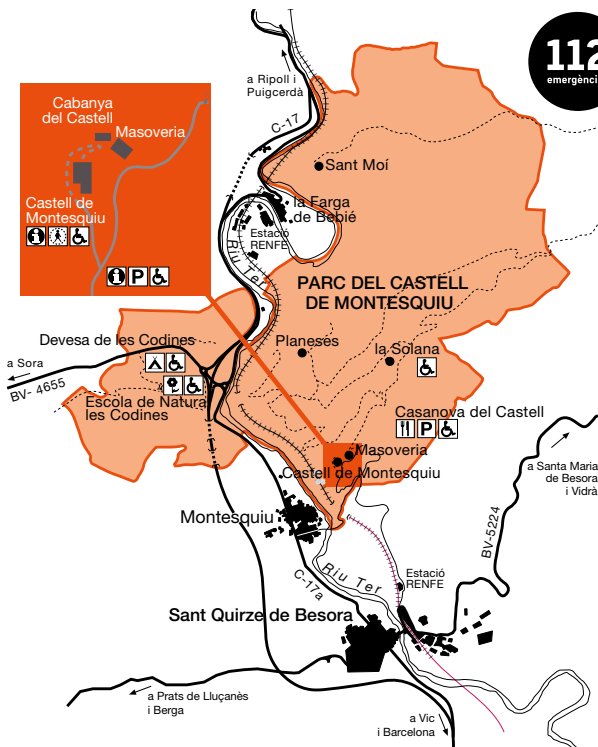 112
a Ripoll i
Puigcerdà
C-17
Cabanya
del Castell
Masoveria
Castell de
Montesquiu
P
Sant Moí
la Farga
de Bebié
Estació
RENFE
Riu Ter
PARC DEL CASTELL
DE MONTESQUIU
Devesa de les Codines
a Sora
BV- 4655
Escola de Natura
les Codines
Planeses
la Solana
Casanova del Castell
P
Masoveria
Castell de Montesquiu
a Santa Maria
de Besora
i Vidrà
BV-5224
Montesquiu
C-17a
Riu Ter
Estació
RENFE
Sant Quirze de Besora
a Prats de Lluçanès
i Berga
a Vic
i Barcelona